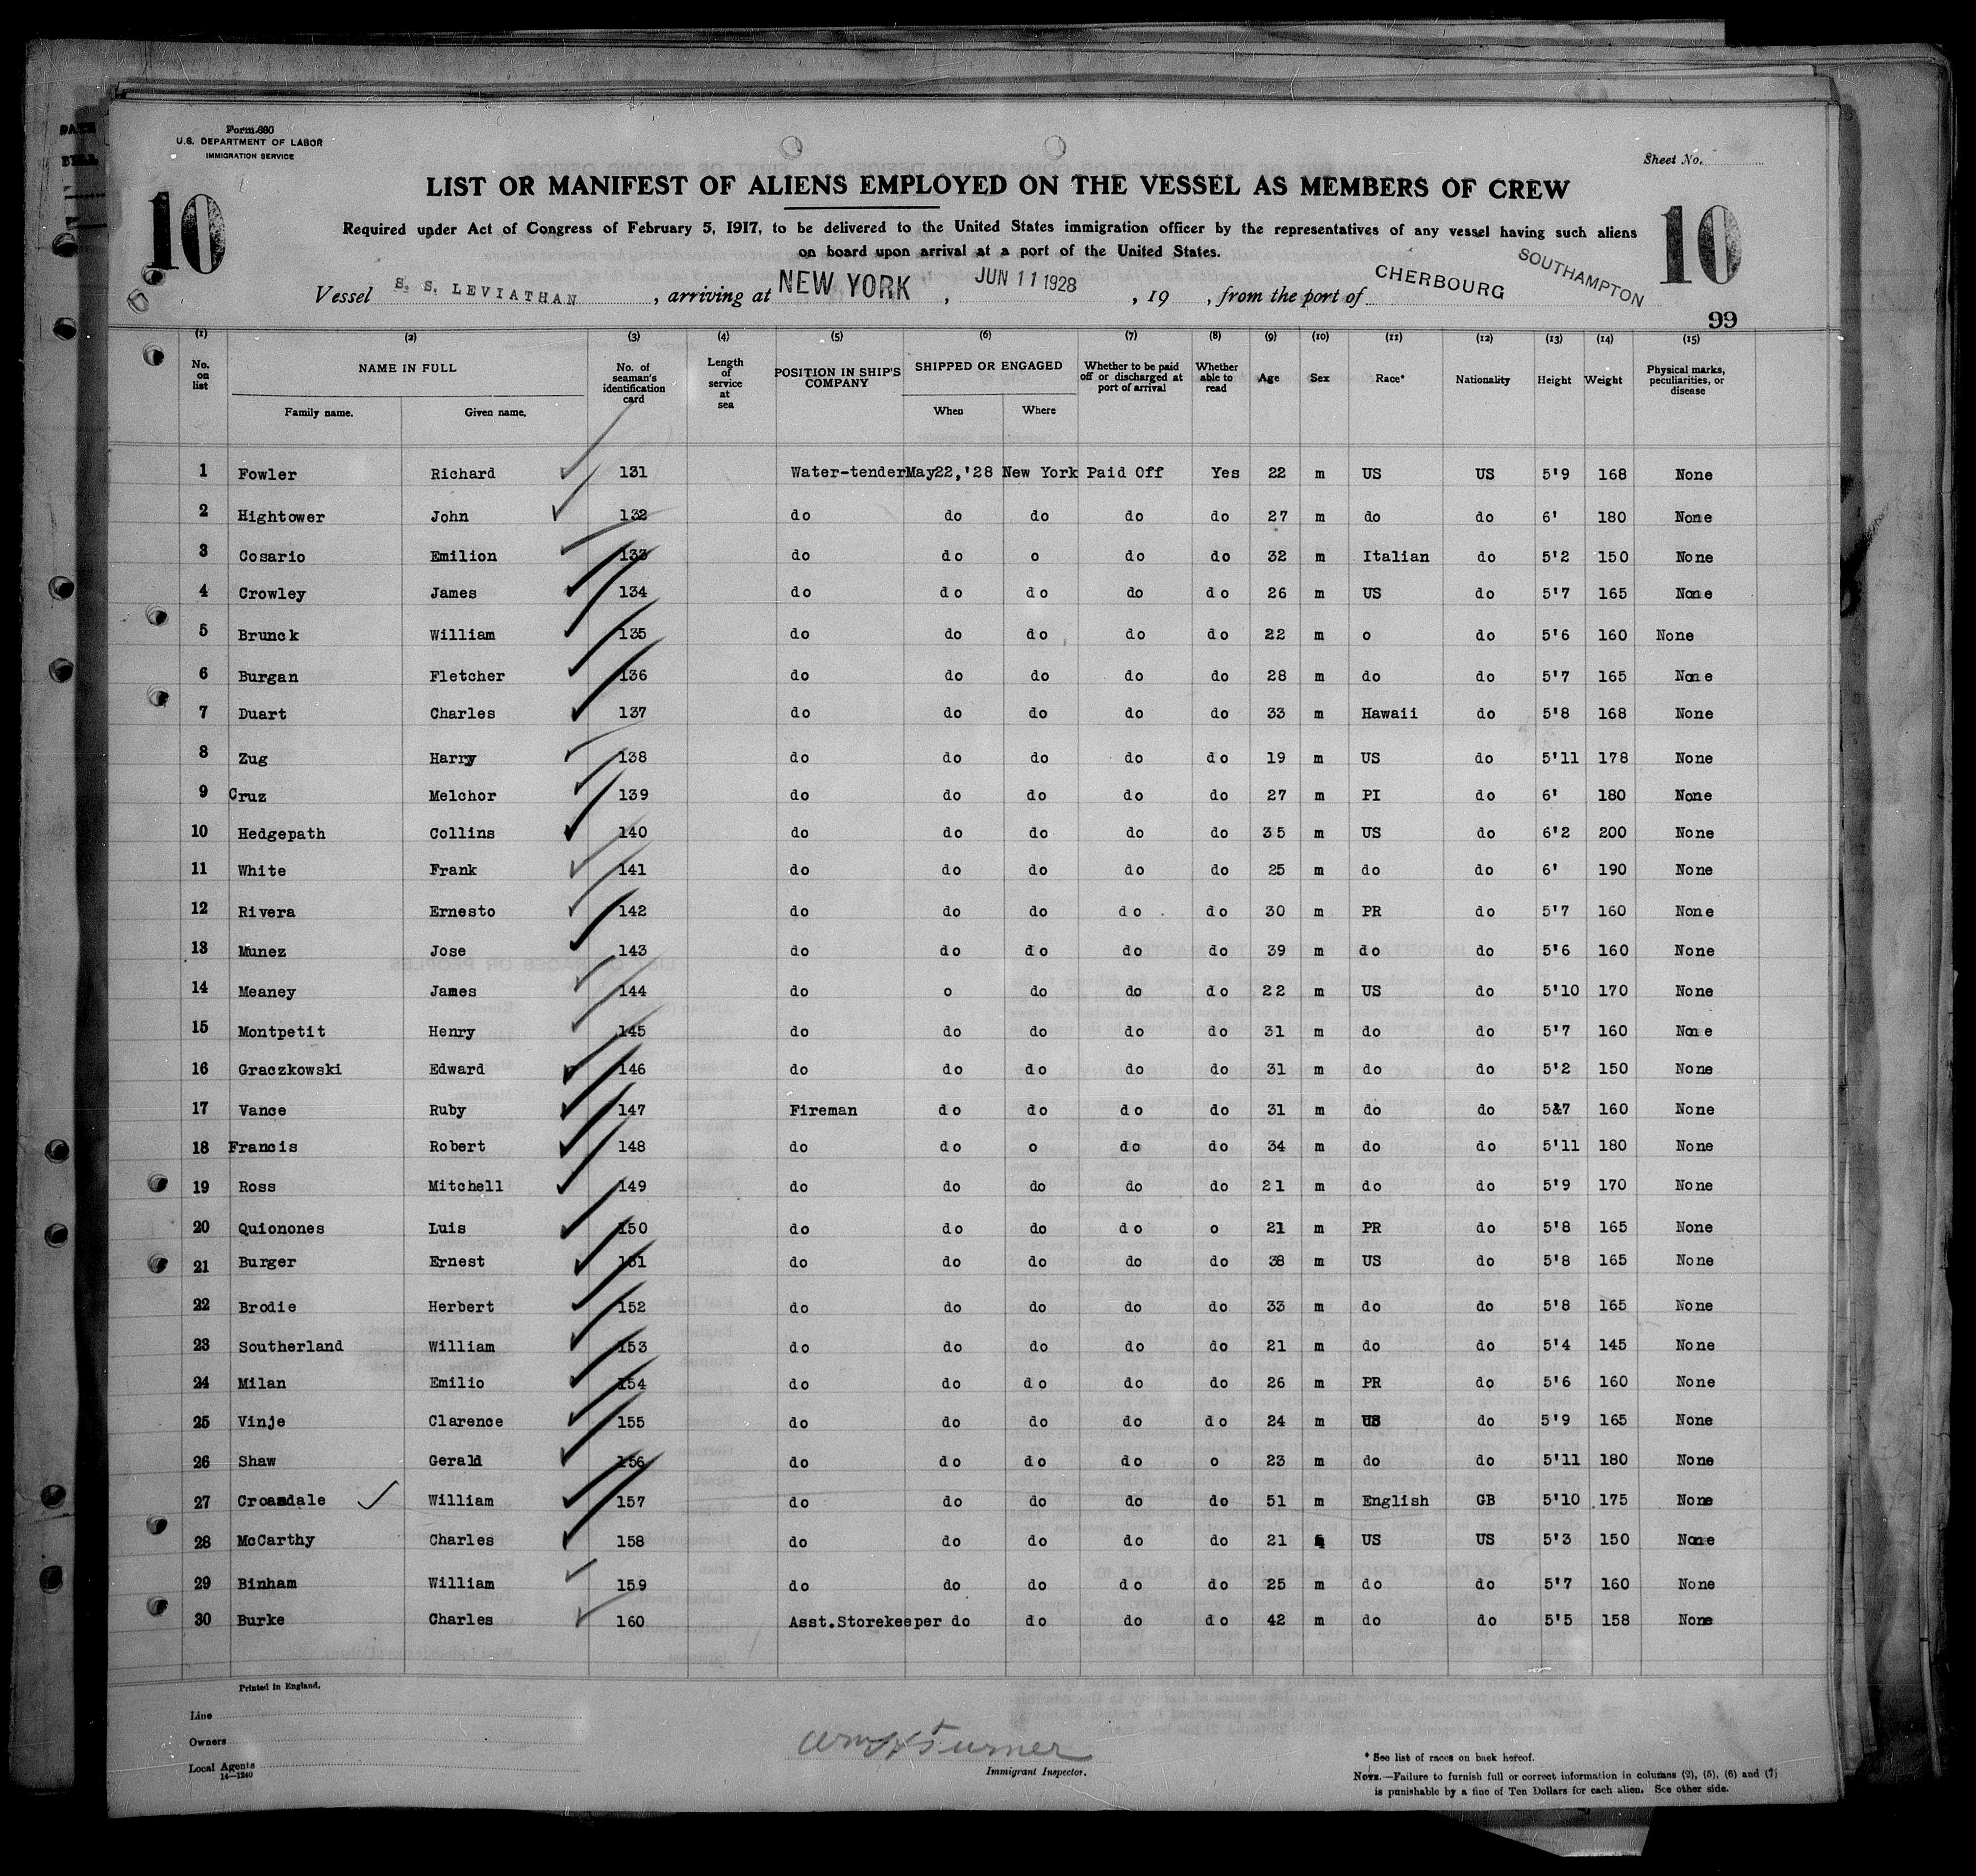 Form 680
U.S. DEPARTMENT OF LABOR
IMMIGRATION SERVICE
Sheet No.
10
10
LIST OR MANIFEST OF ALIENS EMPLOYED ON THE VESSEL AS MEMBERS OF CREW
Required under Act of Congress of February 5, 1917, to be delivered to the United States immigration officer by the representatives of any vessel having such aliens
on board upon arrival at a port of the United States.
Vessel S. S. LEVIATHAN, arriving at NEW YORK, JUN 11 1928, 19 , from the port of CHERBOURG SOUTHAMPTON
99
(1) (2) (3) (4) (5) (6) (7) (8) (9) (10) (11) (12) (13) (14) (15)
No. on list NAME IN FULL Family name. Given name. No. of seaman's identification card Length of service at sea POSITION IN SHIP'S COMPANY SHIPPED OR ENGAGED When Where Whether to be paid off or discharged at port of arrival Whether able to read Age Sex Race* Nationality Height Weight Physical marks, peculiarities, or disease
1 Fowler Richard 131 Water-tender May22,'28 New York Paid Off Yes 22 m US US 5'9 168 None
2 Hightower John 132 do do do do do 27 m do do 6' 180 None
3 Cosario Emilion 133 do do o do do 32 m Italian do 5'2 150 None
4 Crowley James 134 do do do do do 26 m US do 5'7 165 None
5 Brunck William 135 do do do do do 22 m o do 5'6 160 None
6 Burgan Fletcher 136 do do do do do 28 m do do 5'7 165 None
7 Duart Charles 137 do do do do do 33 m Hawaii do 5'8 168 None
8 Zug Harry 138 do do do do do 19 m US do 5'11 178 None
9 Cruz Melchor 139 do do do do do 27 m PI do 6' 180 None
10 Hedgepath Collins 140 do do do do do 35 m US do 6'2 200 None
11 White Frank 141 do do do do do 25 m do do 6' 190 None
12 Rivera Ernesto 142 do do do do do 30 m PR do 5'7 160 None
13 Munez Jose 143 do do do do do 39 m do do 5'6 160 None
14 Meaney James 144 do o do do do 22 m US do 5'10 170 None
15 Montpetit Henry 145 do do do do do 31 m do do 5'7 160 None
16 Graczkowski Edward 146 do do do do do 31 m do do 5'2 150 None
17 Vance Ruby 147 Fireman do do do do 31 m do do 5&7 160 None
18 Francis Robert 148 do do o do do 34 m do do 5'11 180 None
19 Ross Mitchell 149 do do do do do 21 m do do 5'9 170 None
20 Quionones Luis 150 do do do do o 21 m PR do 5'8 165 None
21 Burger Ernest 151 do do do do do 38 m US do 5'8 165 None
22 Brodie Herbert 152 do do do do do 33 m do do 5'8 165 None
23 Southerland William 153 do do do do do 21 m do do 5'4 145 None
24 Milan Emilio 154 do do do do do 26 m PR do 5'6 160 None
25 Vinje Clarence 155 do do do do do 24 m US do 5'9 165 None
26 Shaw Gerald 156 do do do do o 23 m do do 5'11 180 None
27 William 157 do do do do do 51 m English GB 5'10 175 None
28 McCarthy Charles 158 do do do do do 21 US US 5'3 150 None
29 Binham William 159 do do do do do 25 m do do 5'7 160 None
30 Burke Charles 160 Asst.Storekeeper do do do do 42 m do do 5'5 158 None
Printed in England.
Line
Owners
Local Agents
14—1240
Turner
Immigrant Inspector.
* See list of races on back hereof.
NOTE.—Failure to furnish full or correct information in columns (2), (5), (6) and (7)
is punishable by a fine of Ten Dollars for each alien. See other side.